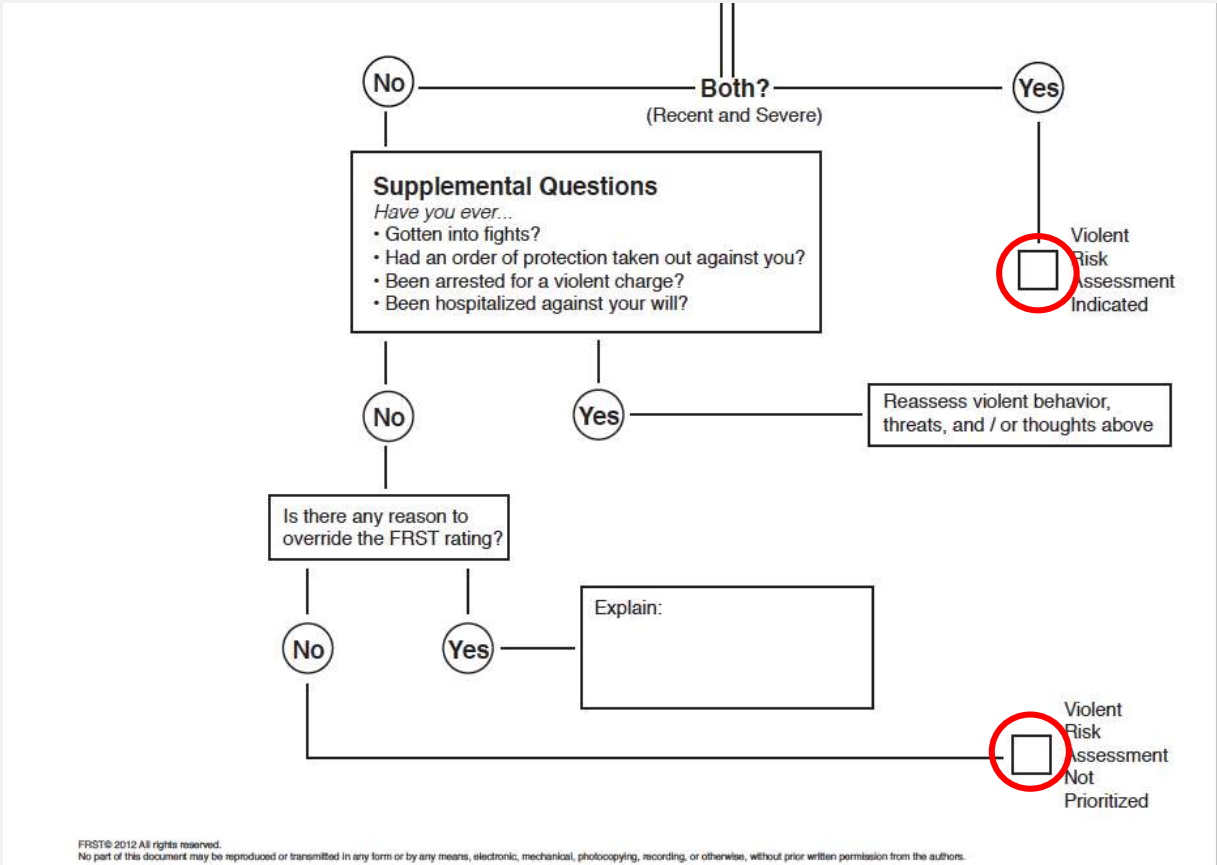 No
Both?
Yes
(Recent and Severe)
Supplemental Questions
Have you ever...
• Gotten into fights?
• Had an order of protection taken out against you?
• Been arrested for a violent charge?
• Been hospitalized against your will?
Violent
Risk
Assessment
Indicated
No
Yes
Reassess violent behavior,
threats, and / or thoughts above
Is there any reason to
override the FRST rating?
No
Yes
Explain:
Violent
Risk
Assessment
Not
Prioritized
FRST© 2012 All rights reserved.
No part of this document may be reproduced or transmitted in any form or by any means, electronic, mechanical, photocopying, recording, or otherwise, without prior written permission from the authors.